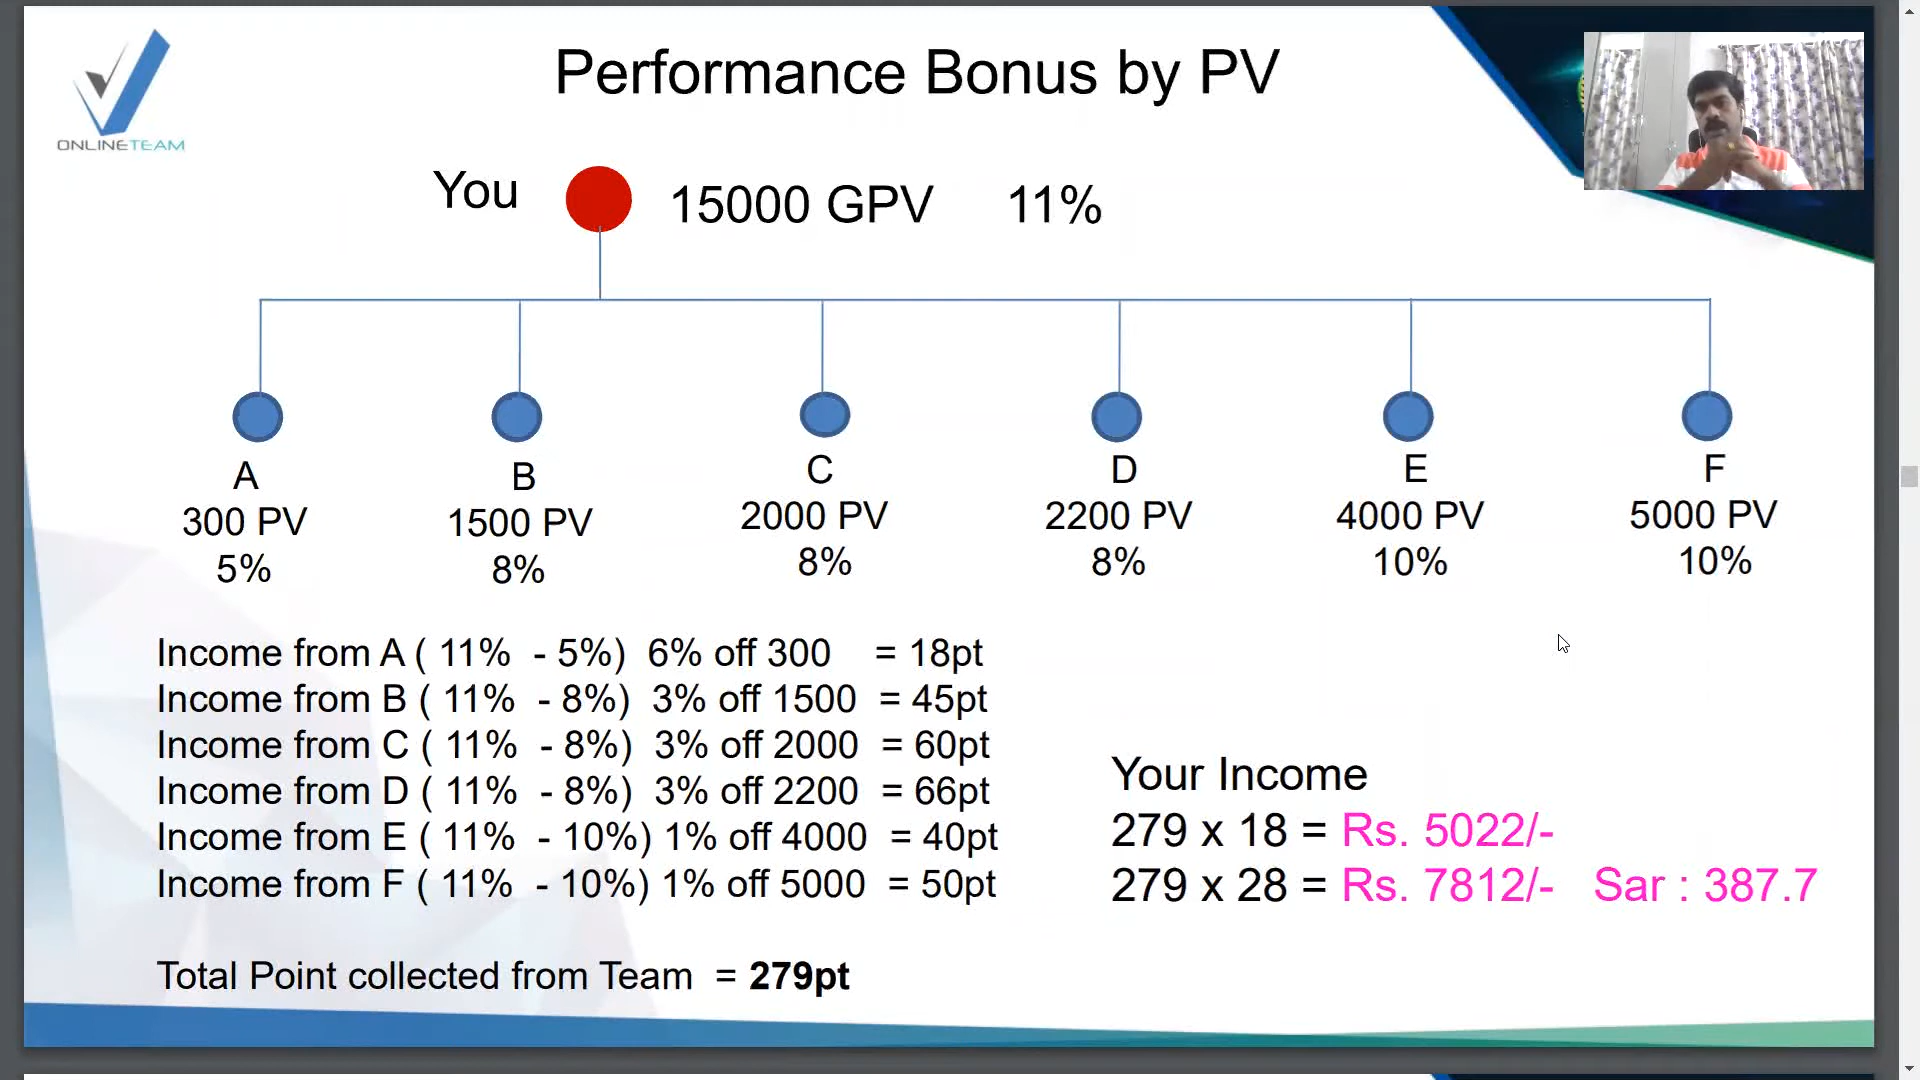 Performance Bonus by PV
ONLINETEAM
You
15000 GPV 11%
A
300 PV
5%
B
1500 PV
8%
C
2000 PV
8%
D
2200 PV
8%
E
4000 PV
10%
F
5000 PV
10%
Income from A ( 11% - 5%) 6% off 300 = 18pt
Income from B ( 11% - 8%) 3% off 1500 = 45pt
Income from C ( 11% - 8%) 3% off 2000 = 60pt
Income from D ( 11% - 8%) 3% off 2200 = 66pt
Income from E ( 11% - 10%) 1% off 4000 = 40pt
Income from F ( 11% - 10%) 1% off 5000 = 50pt
Total Point collected from Team = 279pt
Your Income
279 x 18 = Rs. 5022/-
279 x 28 = Rs. 7812/- Sar : 387.7